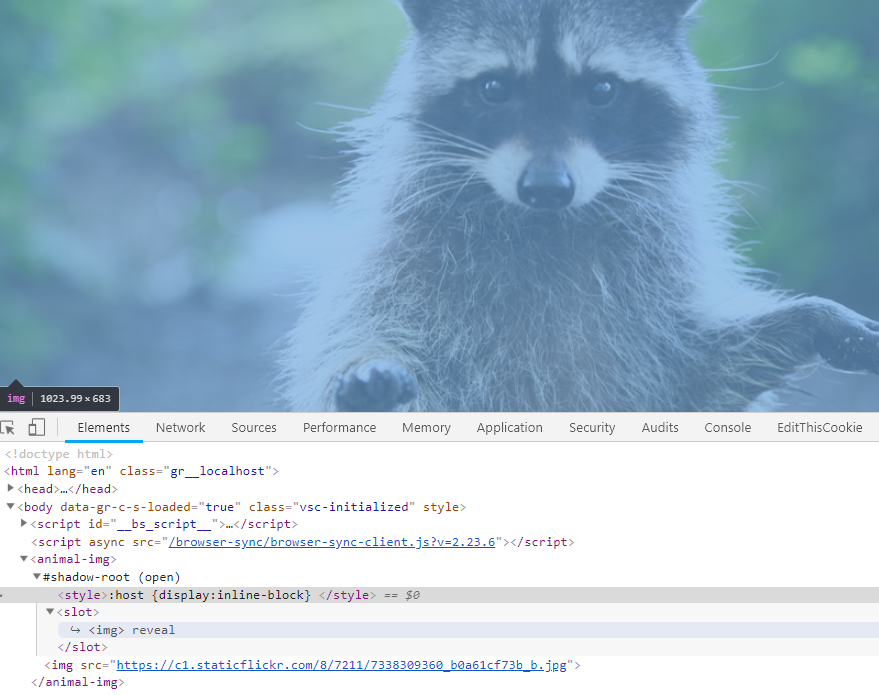 img 1023.99 × 683
Elements Network Sources Performance Memory Application Security Audits Console EditThisCookie
<!doctype html>
<html lang="en" class="gr__localhost">
<head>…</head>
<body data-gr-c-s-loaded="true" class="vsc-initialized" style>
<script id="__bs_script__">…</script>
<script async src="/browser-sync/browser-sync-client.js?v=2.23.6"></script>
<animal-img>
#shadow-root (open)
<style>:host {display:inline-block} </style> == $0
<slot>
↪ <img> reveal
</slot>
<img src="https://c1.staticflickr.com/8/7211/7338309360_b0a61cf73b_b.jpg">
</animal-img>